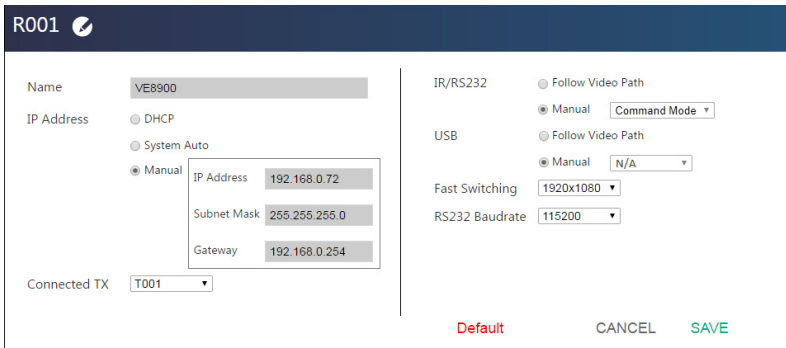 R001
Name VE8900
IP Address DHCP
System Auto
Manual
IP Address 192.168.0.72
Subnet Mask 255.255.255.0
Gateway 192.168.0.254
Connected TX T001
IR/RS232 Follow Video Path
Manual Command Mode
USB Follow Video Path
Manual N/A
Fast Switching 1920x1080
RS232 Baudrate 115200
Default CANCEL SAVE